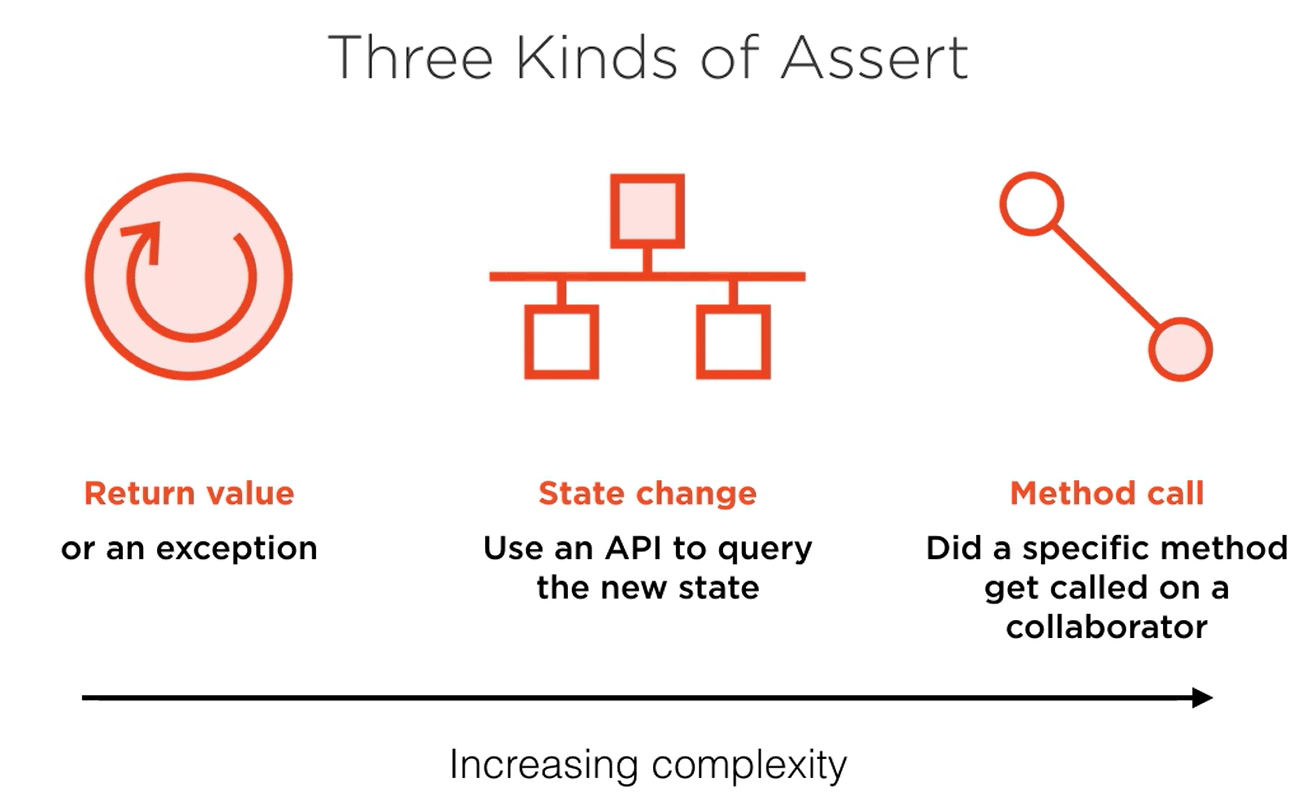 Three Kinds of Assert
Return value
or an exception
State change
Use an API to query
the new state
Method call
Did a specific method
get called on a
collaborator
Increasing complexity